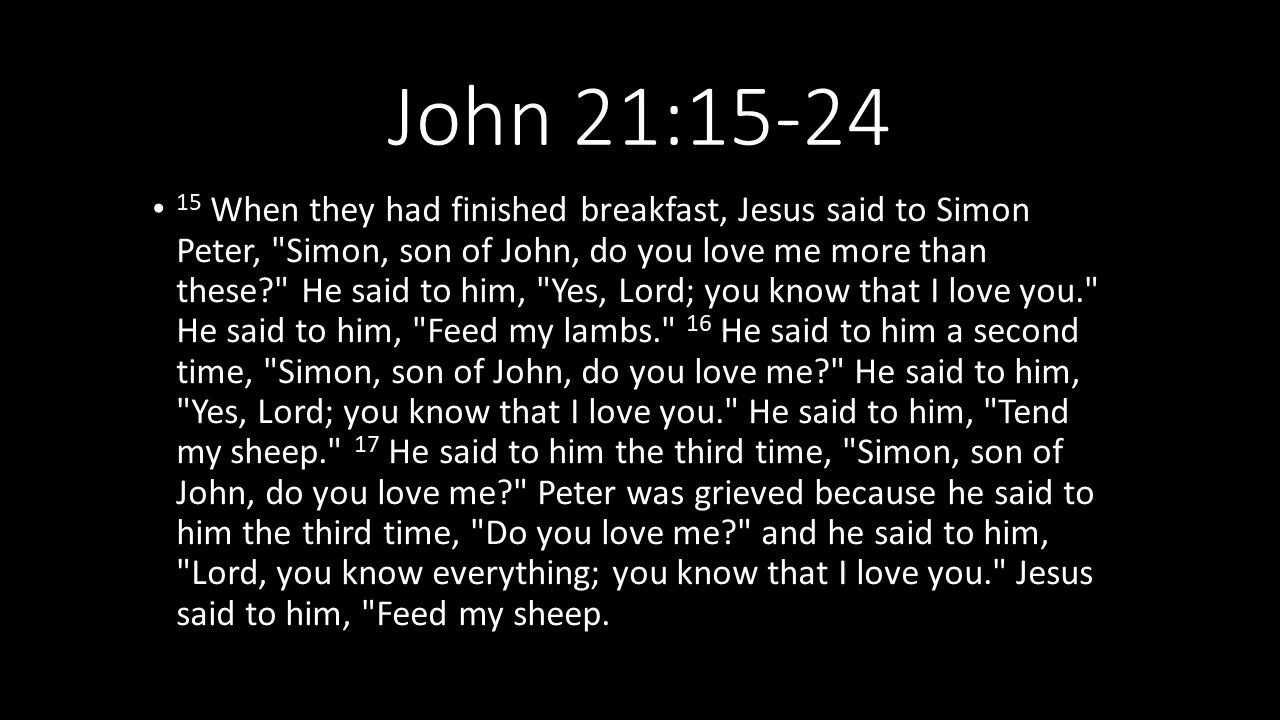 John 21:15-24
• 15 When they had finished breakfast, Jesus said to Simon
Peter, "Simon, son of John, do you love me more than
these?" He said to him, "Yes, Lord; you know that I love you."
He said to him, "Feed my lambs." 16 He said to him a second
time, "Simon, son of John, do you love me?" He said to him,
"Yes, Lord; you know that I love you." He said to him, "Tend
my sheep." 17 He said to him the third time, "Simon, son of
John, do you love me?" Peter was grieved because he said to
him the third time, "Do you love me?" and he said to him,
"Lord, you know everything; you know that I love you." Jesus
said to him, "Feed my sheep.